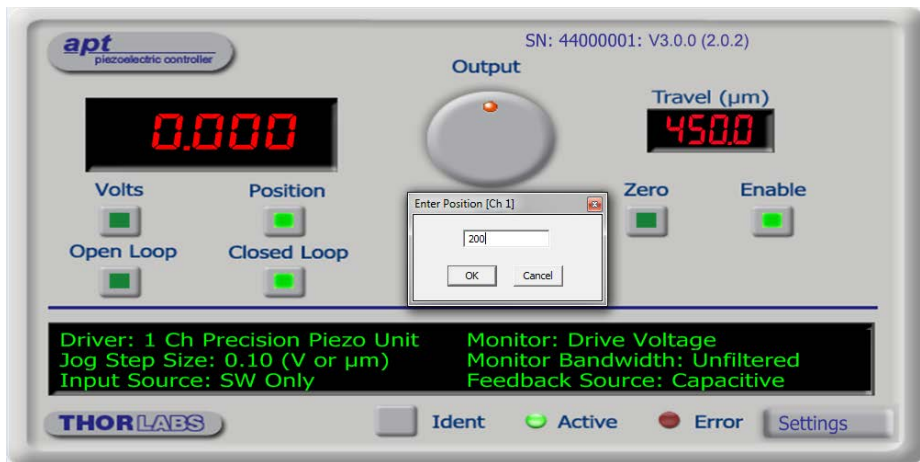 apt
piezoelectric controller
SN: 44000001: V3.0.0 (2.0.2)
Output
Travel (µm)
0.000
450.0
Volts
Position
Zero
Enable
Enter Position [Ch 1]
200
OK
Cancel
Open Loop
Closed Loop
Driver: 1 Ch Precision Piezo Unit
Jog Step Size: 0.10 (V or µm)
Input Source: SW Only
Monitor: Drive Voltage
Monitor Bandwidth: Unfiltered
Feedback Source: Capacitive
THORLABS
Ident
Active
Error
Settings